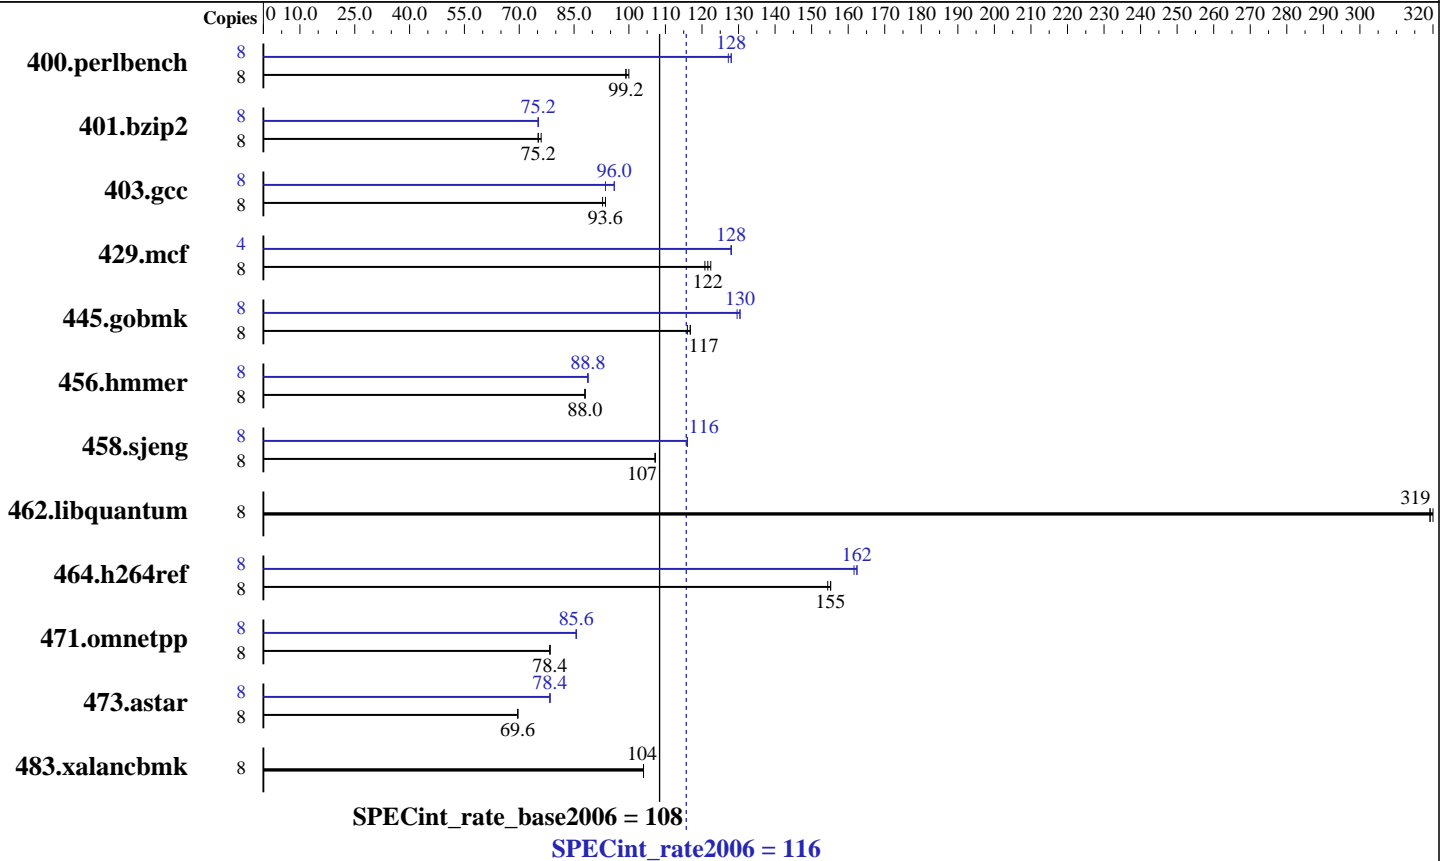 Copies 0 10.0 25.0 40.0 55.0 70.0 85.0 100 110 120 130 140 150 160 170 180 190 200 210 220 230 240 250 260 270 280 290 300 320
400.perlbench 8 128
8 99.2
401.bzip2 8 75.2
8 75.2
403.gcc 8 96.0
8 93.6
429.mcf 4 128
8 122
445.gobmk 8 130
8 117
456.hmmer 8 88.8
8 88.0
458.sjeng 8 116
8 107
462.libquantum 8 319
464.h264ref 8 162
8 155
471.omnetpp 8 85.6
8 78.4
473.astar 8 78.4
8 69.6
483.xalancbmk 8 104
SPECint_rate_base2006 = 108
SPECint_rate2006 = 116